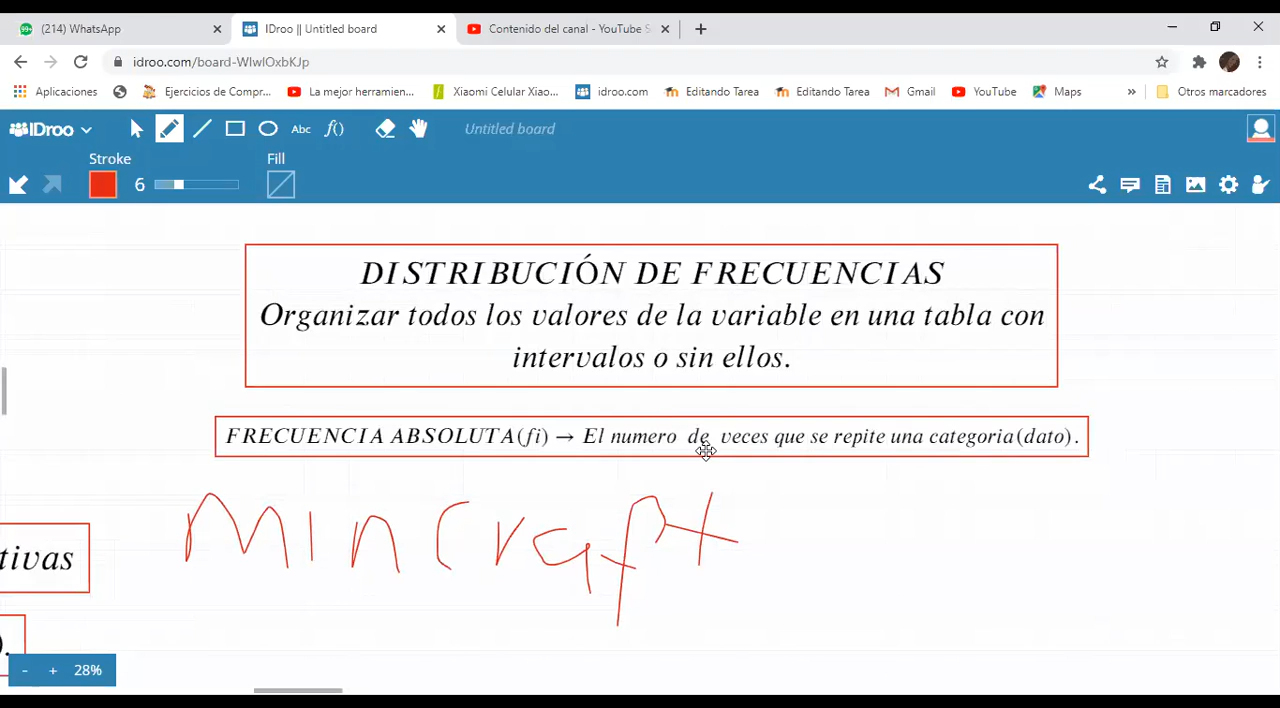 (214) WhatsApp
IDroo || Untitled board
Contenido del canal - YouTube S
idroo.com/board-WIwIOxbKJp
Aplicaciones
Ejercicios de Compr...
La mejor herramien...
Xiaomi Celular Xiao...
idroo.com
Editando Tarea
Editando Tarea
Gmail
YouTube
Maps
»
Otros marcadores
IDroo
Abc
f()
Untitled board
Stroke
Fill
6
DISTRIBUCIÓN DE FRECUENCIAS
Organizar todos los valores de la variable en una tabla con
intervalos o sin ellos.
FRECUENCIA ABSOLUTA(fi) → El numero de veces que se repite una categoria(dato).
mincraft
tivas
).
- + 28%